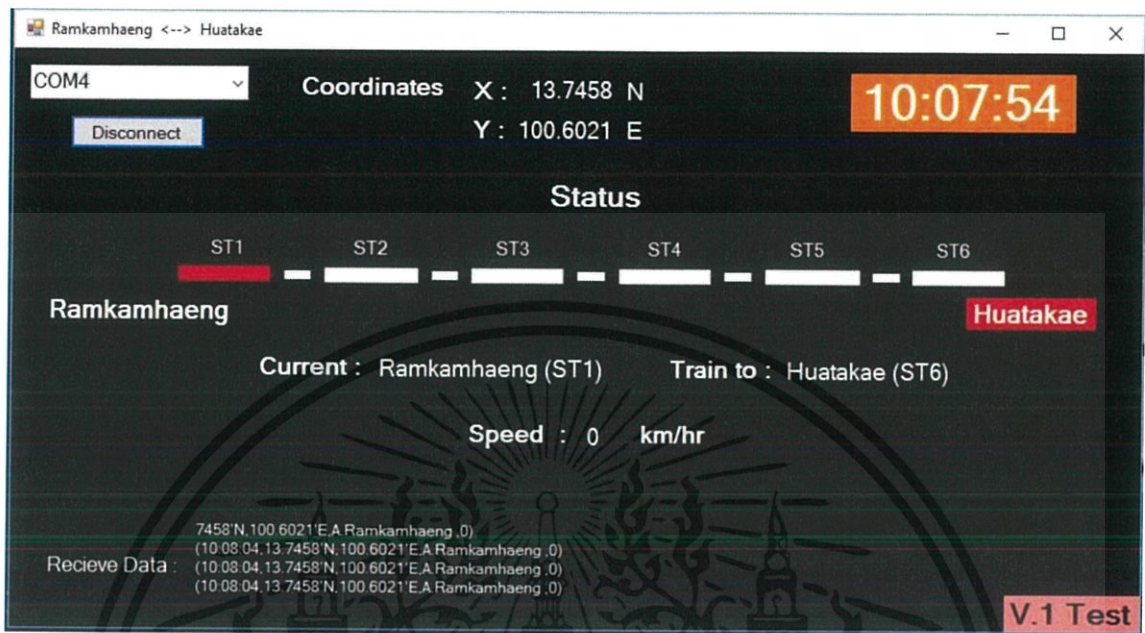 Ramkamhaeng <--> Huatakae
COM4
Coordinates X : 13.7458 N
10:07:54
Disconnect
Y : 100.6021 E
Status
ST1 ST2 ST3 ST4 ST5 ST6
Ramkamhaeng
Huatakae
Current : Ramkamhaeng (ST1) Train to : Huatakae (ST6)
Speed : 0 km/hr
Recieve Data :
7458'N,100.6021'E,A.Ramkamhaeng ,0)
(10:08:04,13.7458'N,100.6021'E,A.Ramkamhaeng ,0)
(10:08:04,13.7458'N,100.6021'E,A.Ramkamhaeng ,0)
(10:08:04,13.7458'N,100.6021'E,A.Ramkamhaeng ,0)
V.1 Test